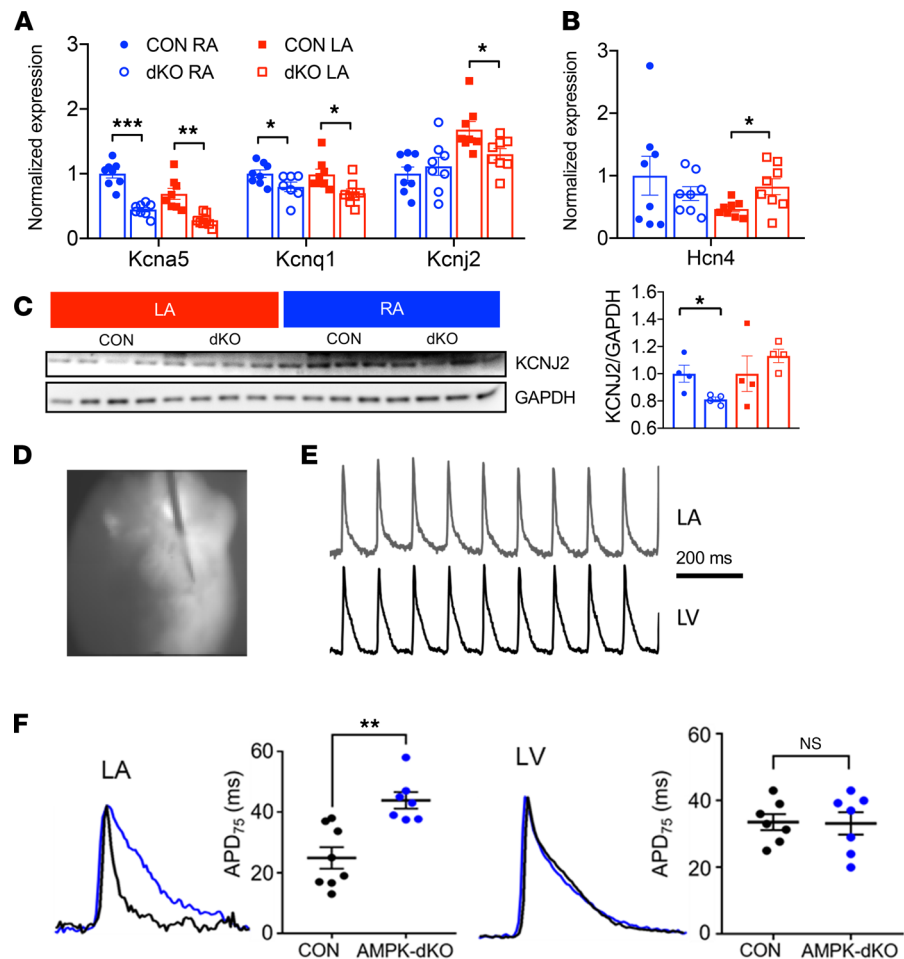 A
B
CON RA
CON LA
dKO RA
dKO LA
Normalized expression
3
2
1
0
***
**
*
*
*
Kcna5
Kcnq1
Kcnj2
Normalized expression
3
2
1
0
*
Hcn4
C
LA
RA
CON
dKO
CON
dKO
KCNJ2
GAPDH
KCNJ2/GAPDH
1.6
1.4
1.2
1.0
0.8
0.6
*
D
E
LA
200 ms
LV
F
LA
APD75 (ms)
60
40
20
0
**
CON
AMPK-dKO
LV
APD75 (ms)
60
40
20
0
NS
CON
AMPK-dKO